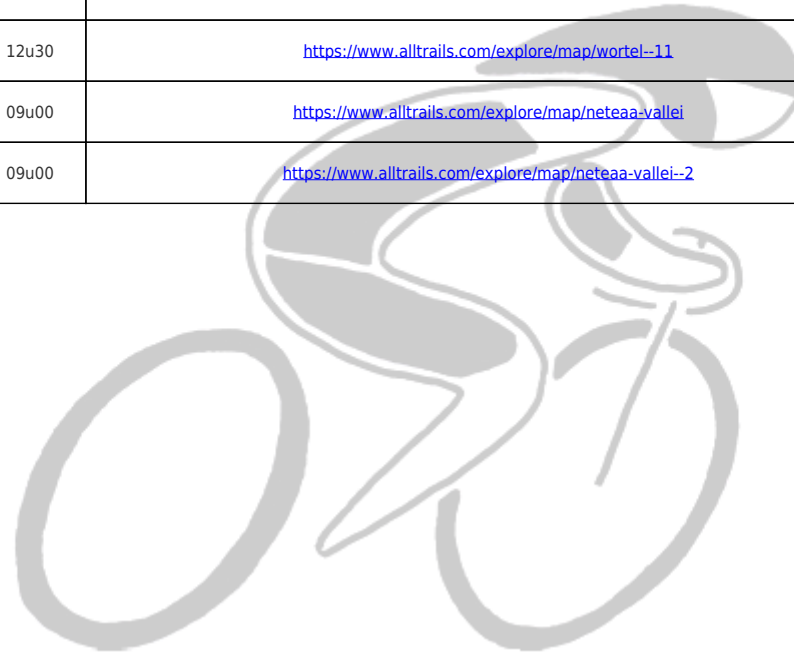 12u30 https://www.alltrails.com/explore/map/wortel--11
09u00 https://www.alltrails.com/explore/map/neteaa-vallei
09u00 https://www.alltrails.com/explore/map/neteaa-vallei--2